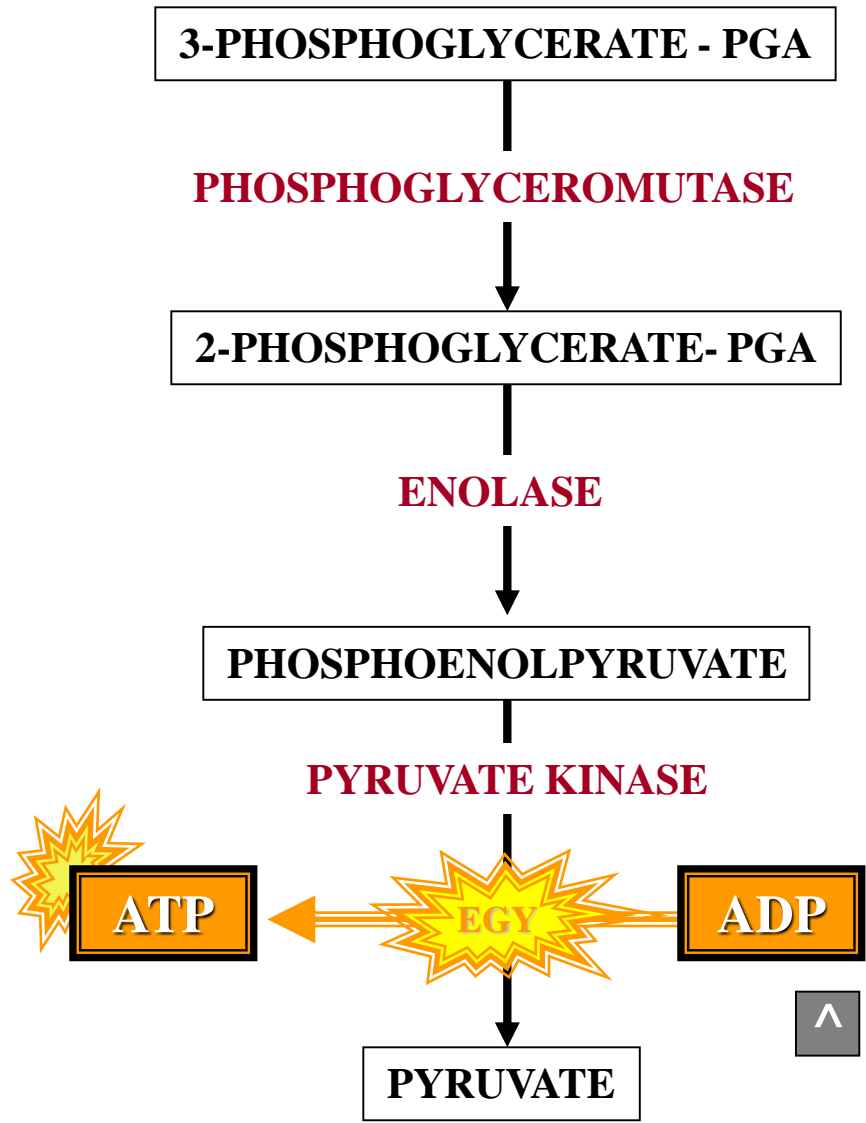 3-PHOSPHOGLYCERATE - PGA
PHOSPHOGLYCEROMUTASE
2-PHOSPHOGLYCERATE- PGA
ENOLASE
PHOSPHOENOLPYRUVATE
PYRUVATE KINASE
ATP
EGY
ADP
^
PYRUVATE